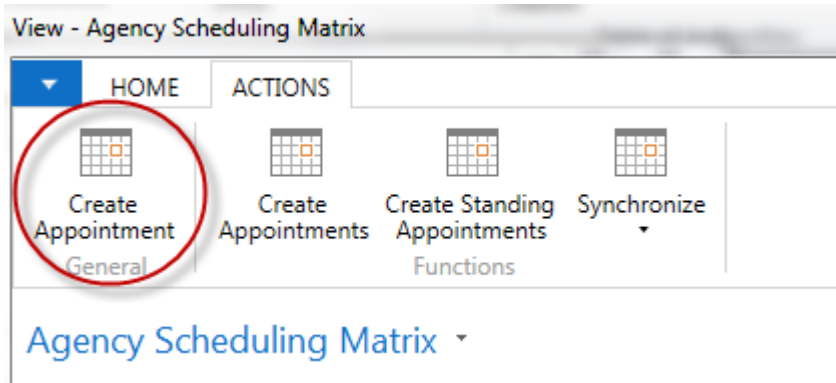 View - Agency Scheduling Matrix
HOME ACTIONS
Create Appointment
Create Appointments
Create Standing Appointments
Synchronize
General
Functions
Agency Scheduling Matrix